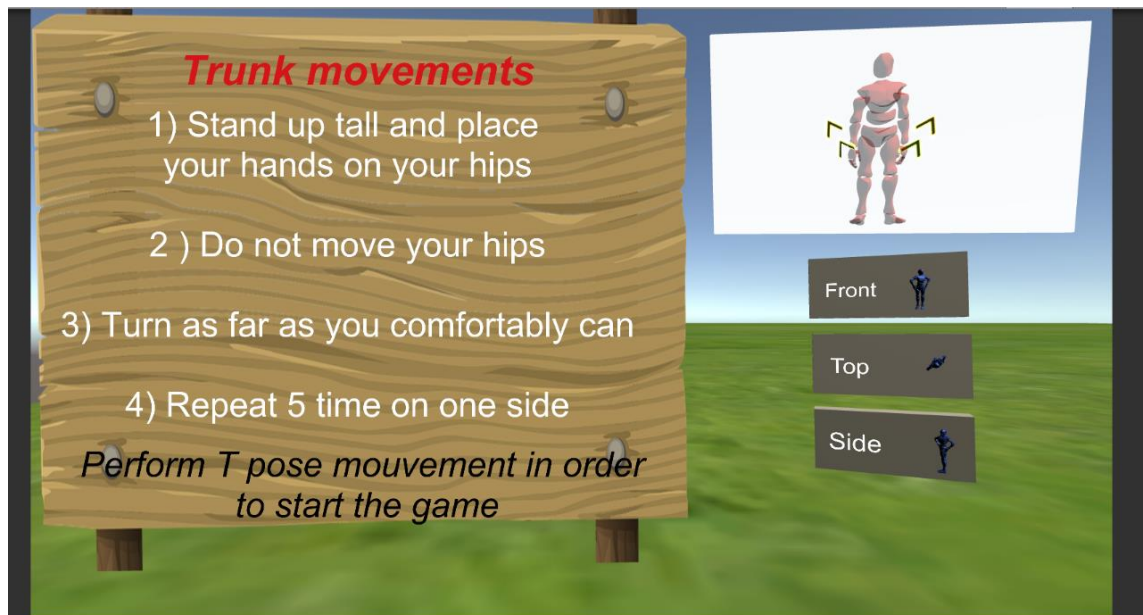 Trunk movements
1) Stand up tall and place
your hands on your hips
2 ) Do not move your hips
3) Turn as far as you comfortably can
4) Repeat 5 time on one side
Perform T pose mouvement in order
to start the game
Front
Top
Side